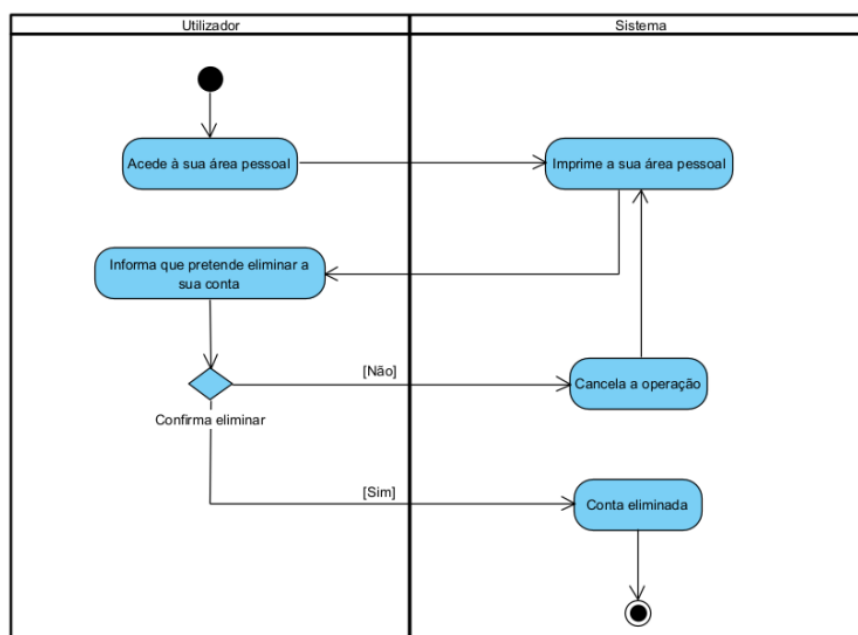 Utilizador
Sistema
Acede à sua área pessoal
Imprime a sua área pessoal
Informa que pretende eliminar a
sua conta
[Não]
Cancela a operação
Confirma eliminar
[Sim]
Conta eliminada